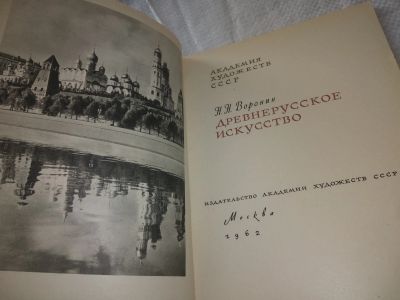 АКАДЕМИЯ
ХУДОЖЕСТВ
СССР
Н. Н. Воронин
ДРЕВНЕРУССКОЕ
ИСКУССТВО
ИЗДАТЕЛЬСТВО АКАДЕМИИ ХУДОЖЕСТВ СССР
Москва
1962